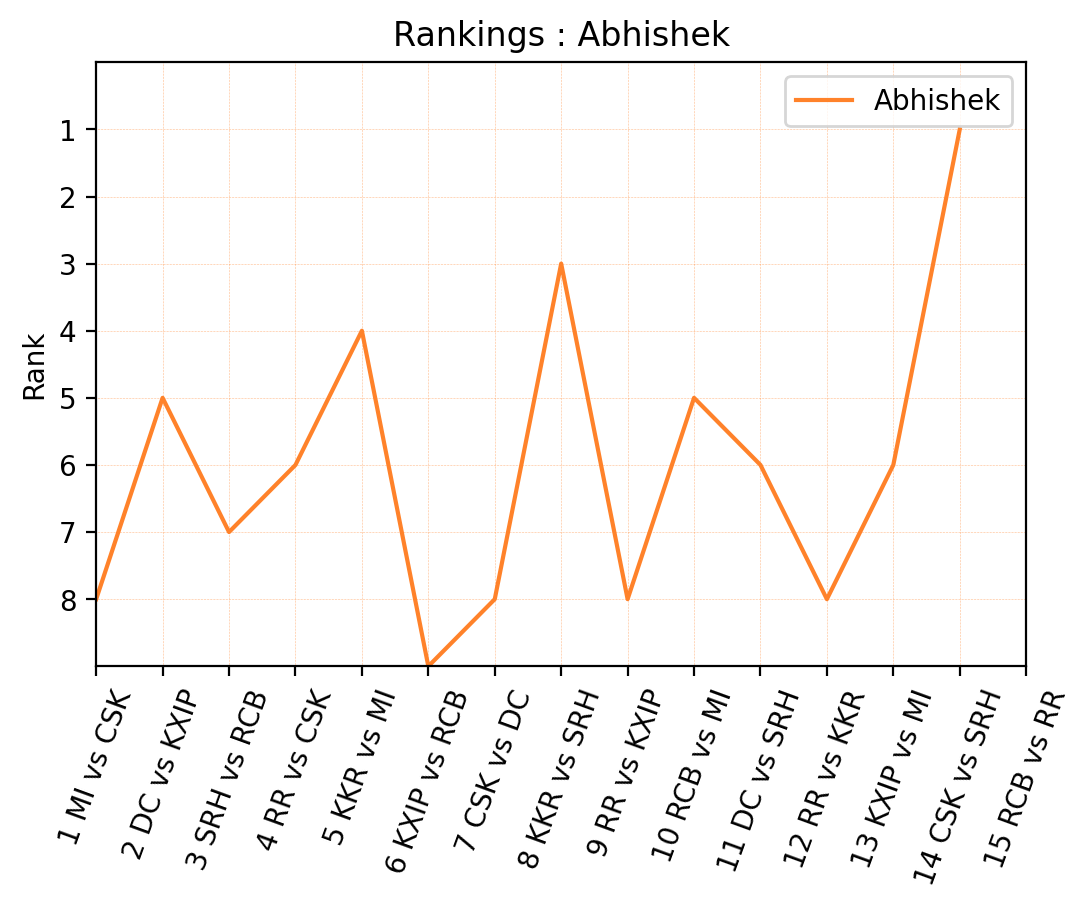 Rankings : Abhishek
Abhishek
Rank
1
2
3
4
5
6
7
8
1 MI vs CSK
2 DC vs KXIP
3 SRH vs RCB
4 RR vs CSK
5 KKR vs MI
6 KXIP vs RCB
7 CSK vs DC
8 KKR vs SRH
9 RR vs KXIP
10 RCB vs MI
11 DC vs SRH
12 RR vs KKR
13 KXIP vs MI
14 CSK vs SRH
15 RCB vs RR